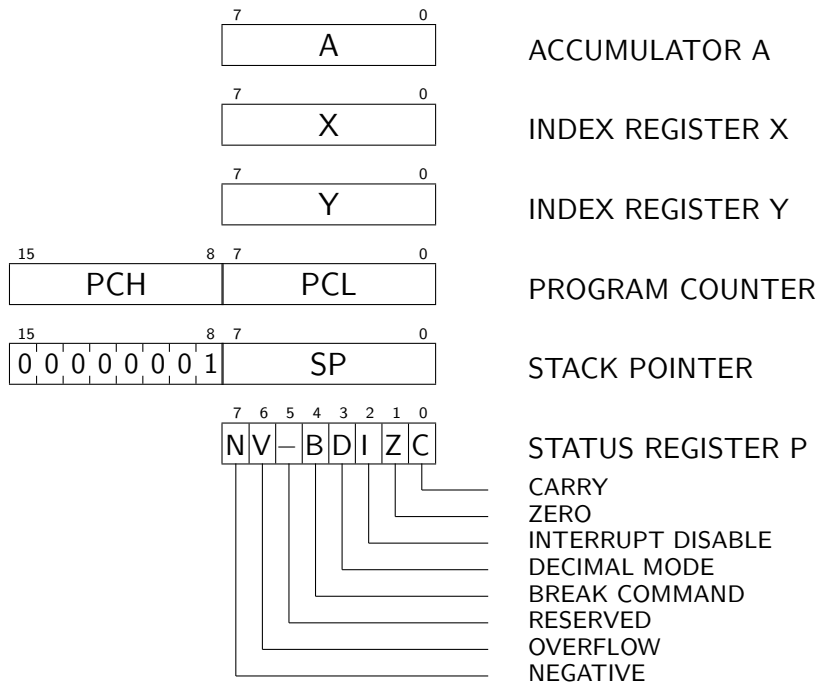 7 0
A ACCUMULATOR A
7 0
X INDEX REGISTER X
7 0
Y INDEX REGISTER Y
15 8 7 0
PCH PCL PROGRAM COUNTER
15 8 7 0
0 0 0 0 0 0 0 1 SP STACK POINTER
7 6 5 4 3 2 1 0
N V – B D I Z C STATUS REGISTER P
CARRY
ZERO
INTERRUPT DISABLE
DECIMAL MODE
BREAK COMMAND
RESERVED
OVERFLOW
NEGATIVE